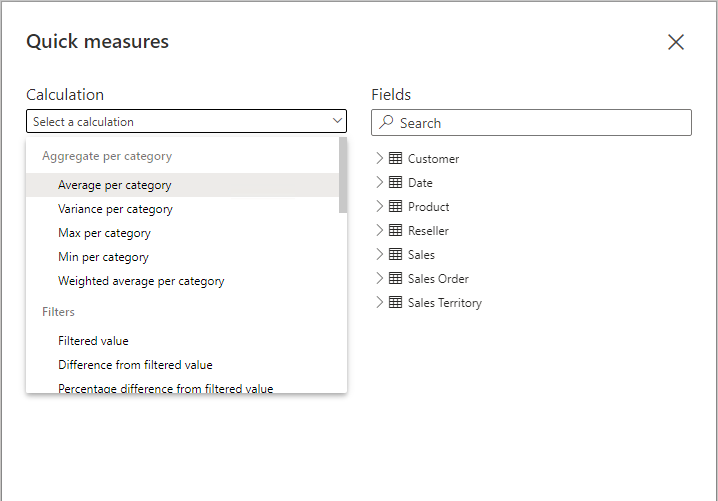 Quick measures
Calculation
Select a calculation
Aggregate per category
Average per category
Variance per category
Max per category
Min per category
Weighted average per category
Filters
Filtered value
Difference from filtered value
Percentage difference from filtered value
Fields
Search
Customer
Date
Product
Reseller
Sales
Sales Order
Sales Territory